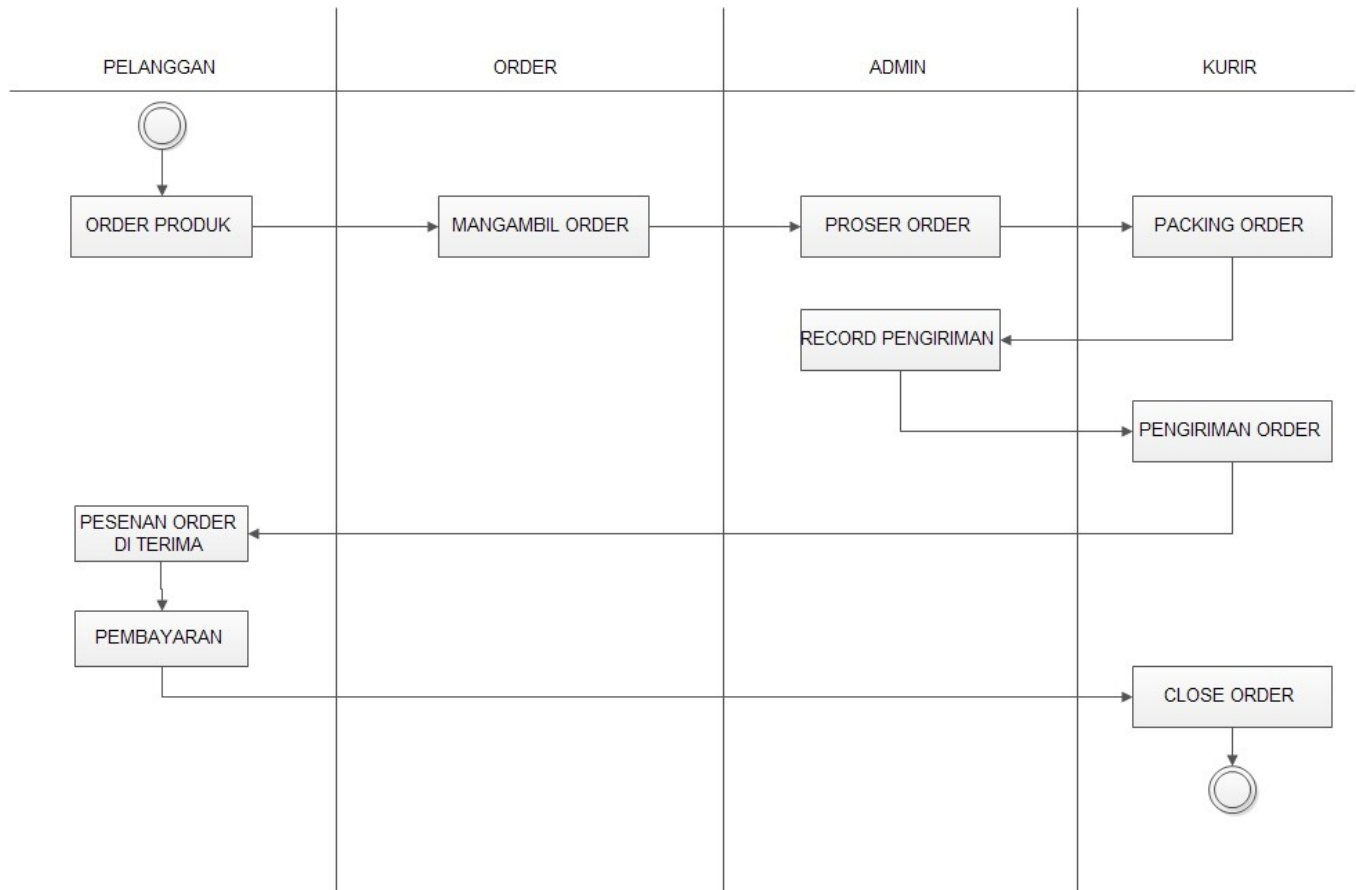 PELANGGAN
ORDER
ADMIN
KURIR
ORDER PRODUK
MANGAMBIL ORDER
PROSER ORDER
PACKING ORDER
RECORD PENGIRIMAN
PENGIRIMAN ORDER
PESENAN ORDER
DI TERIMA
PEMBAYARAN
CLOSE ORDER